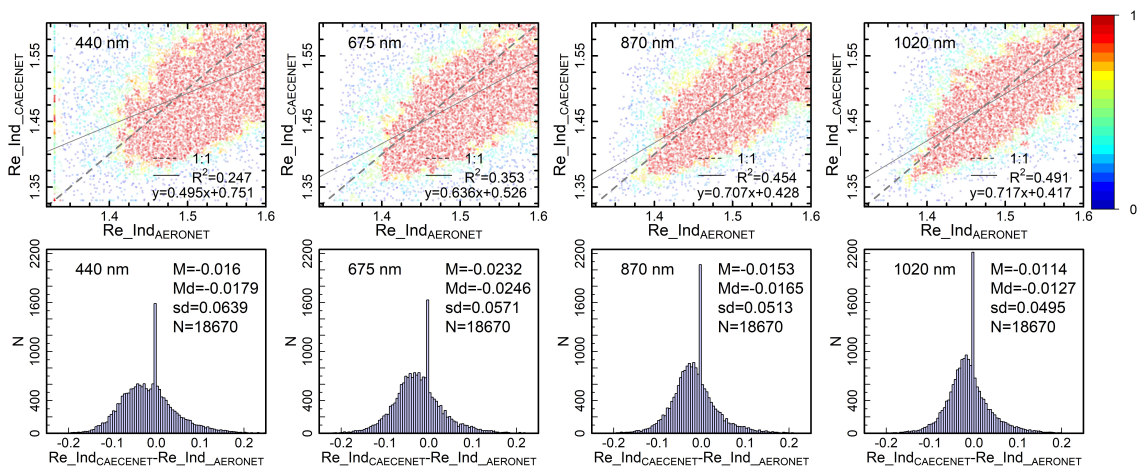 440 nm
1:1
R²=0.247
y=0.495x+0.751
1.35 1.45 1.55
Re_Ind_CAECENET
1.4 1.5 1.6
Re_Ind_AERONET
675 nm
1:1
R²=0.353
y=0.636x+0.526
1.35 1.45 1.55
Re_Ind_CAECENET
1.4 1.5 1.6
Re_Ind_AERONET
870 nm
1:1
R²=0.454
y=0.707x+0.428
1.35 1.45 1.55
Re_Ind_CAECENET
1.4 1.5 1.6
Re_Ind_AERONET
1020 nm
1:1
R²=0.491
y=0.717x+0.417
1.35 1.45 1.55
Re_Ind_CAECENET
1.4 1.5 1.6
Re_Ind_AERONET
1
0
440 nm
M=-0.016
Md=-0.0179
sd=0.0639
N=18670
0 400 1000 1600 2200
N
-0.2 -0.1 0.0 0.1 0.2
Re_Ind_CAECENET-Re_Ind_AERONET
675 nm
M=-0.0232
Md=-0.0246
sd=0.0571
N=18670
0 400 1000 1600 2200
N
-0.2 -0.1 0.0 0.1 0.2
Re_Ind_CAECENET-Re_Ind_AERONET
870 nm
M=-0.0153
Md=-0.0165
sd=0.0513
N=18670
0 400 1000 1600 2200
N
-0.2 -0.1 0.0 0.1 0.2
Re_Ind_CAECENET-Re_Ind_AERONET
1020 nm
M=-0.0114
Md=-0.0127
sd=0.0495
N=18670
0 400 1000 1600 2200
N
-0.2 -0.1 0.0 0.1 0.2
Re_Ind_CAECENET-Re_Ind_AERONET